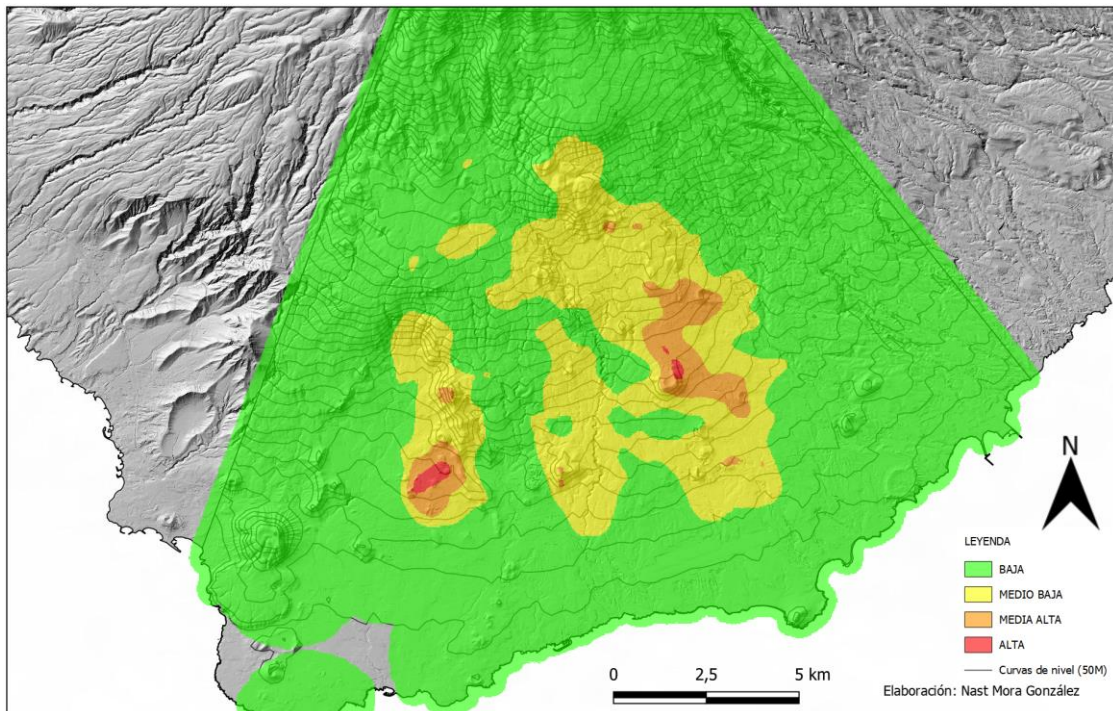 N
LEYENDA
BAJA
MEDIO BAJA
MEDIA ALTA
ALTA
Curvas de nivel (50M)
0 2,5 5 km
Elaboración: Nast Mora González